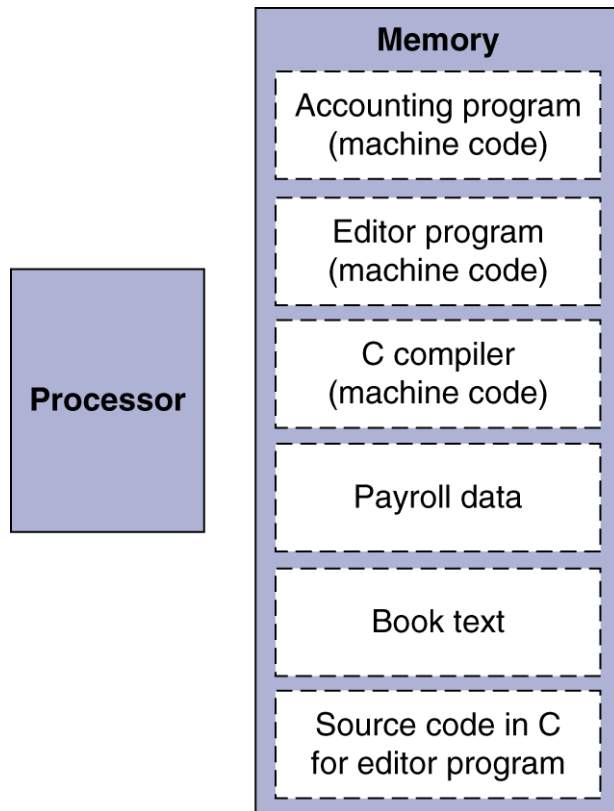 Memory
Accounting program
(machine code)
Editor program
(machine code)
C compiler
(machine code)
Processor
Payroll data
Book text
Source code in C
for editor program